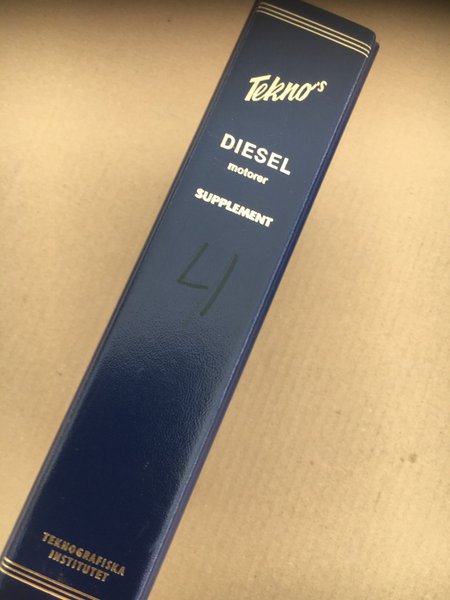 Tekno's
DIESEL
motorer
SUPPLEMENT
4
TEKNOGRAFISKA
INSTITUTET